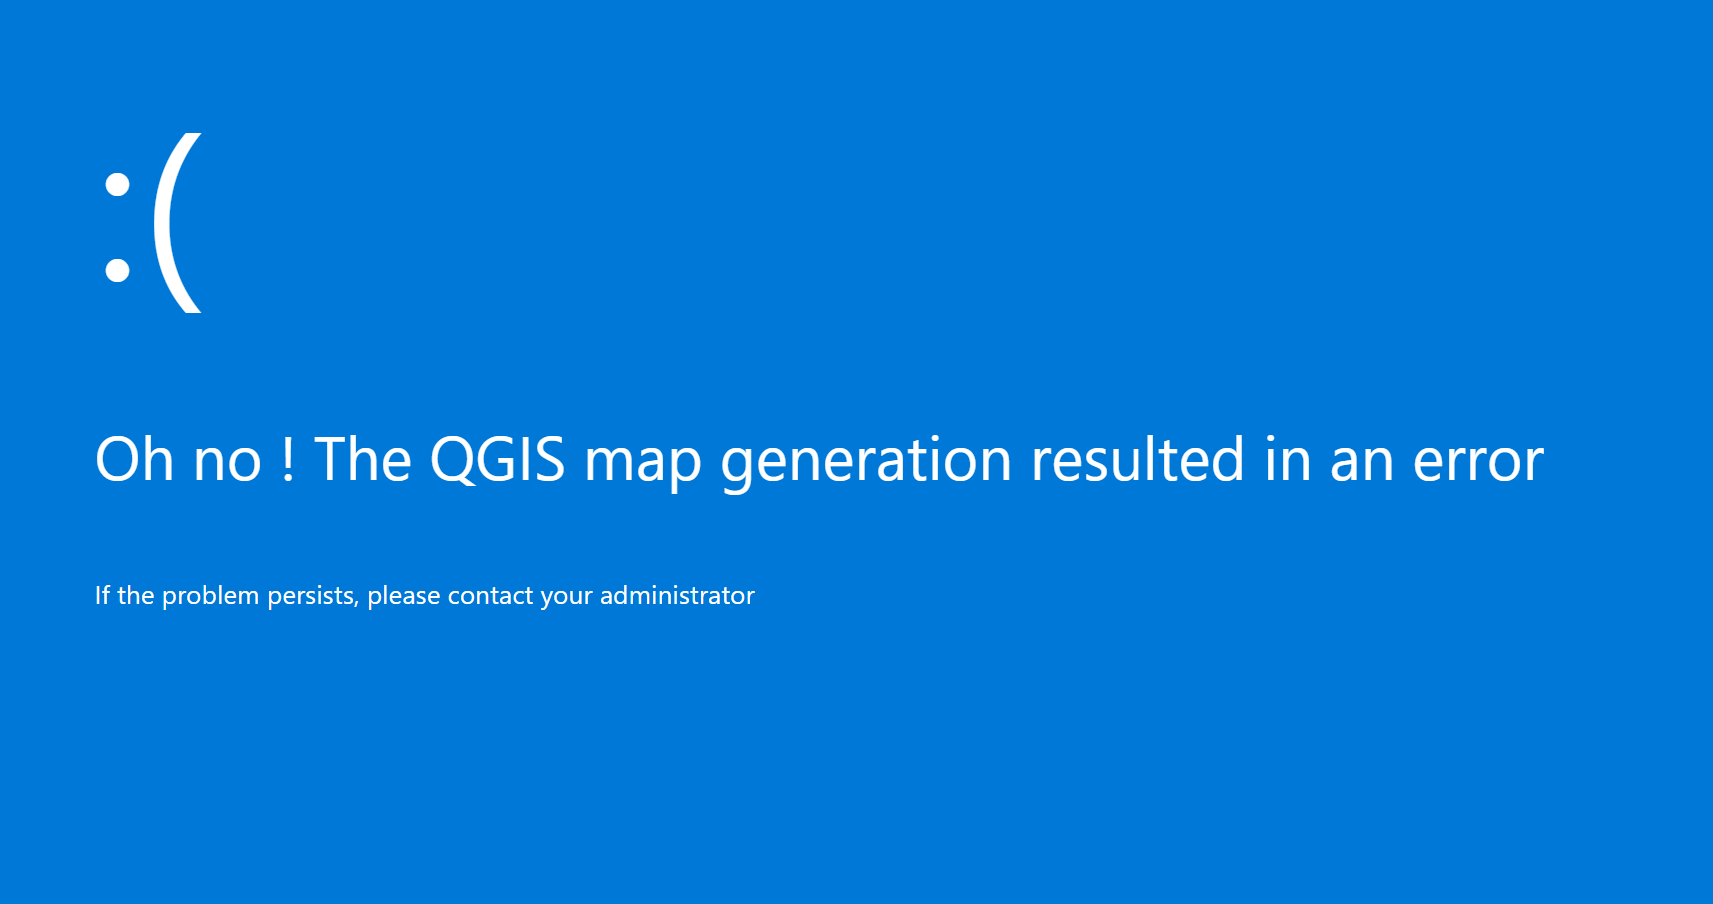 :(
Oh no ! The QGIS map generation resulted in an error
If the problem persists, please contact your administrator